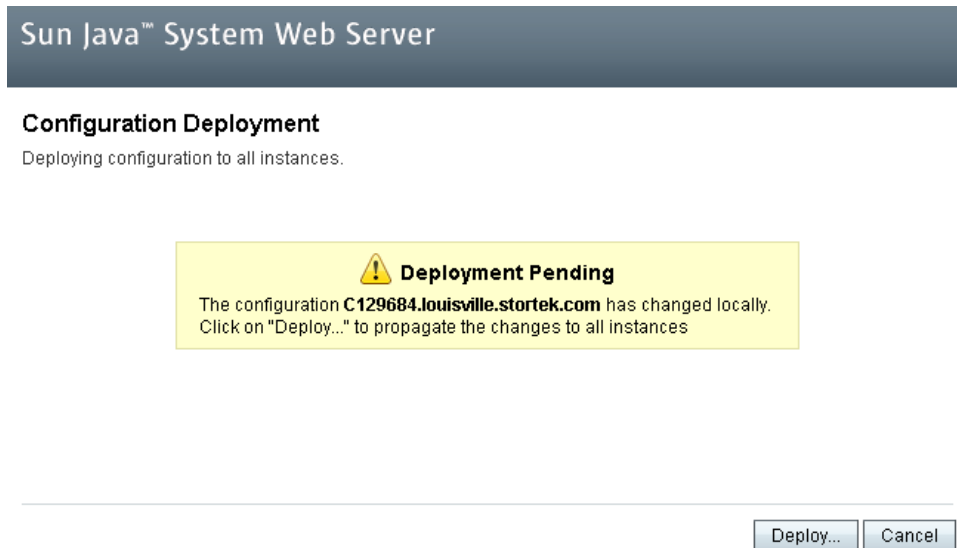 Sun Java™ System Web Server
Configuration Deployment
Deploying configuration to all instances.
Deployment Pending
The configuration C129684.louisville.stortek.com has changed locally.
Click on "Deploy..." to propagate the changes to all instances
Deploy... Cancel